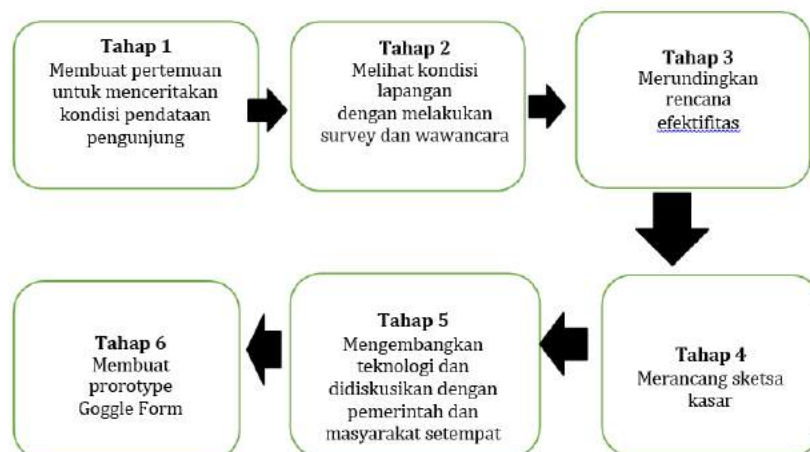 Tahap 1
Membuat pertemuan
untuk menceritakan
kondisi pendataan
pengunjung
Tahap 2
Melihat kondisi
lapangan
dengan melakukan
survey dan wawancara
Tahap 3
Merundingkan
rencana
efektifitas
Tahap 4
Merancang sketsa
kasar
Tahap 5
Mengembangkan
teknologi dan
didiskusikan dengan
pemerintah dan
masyarakat setempat
Tahap 6
Membuat
prorotype
Goggle Form